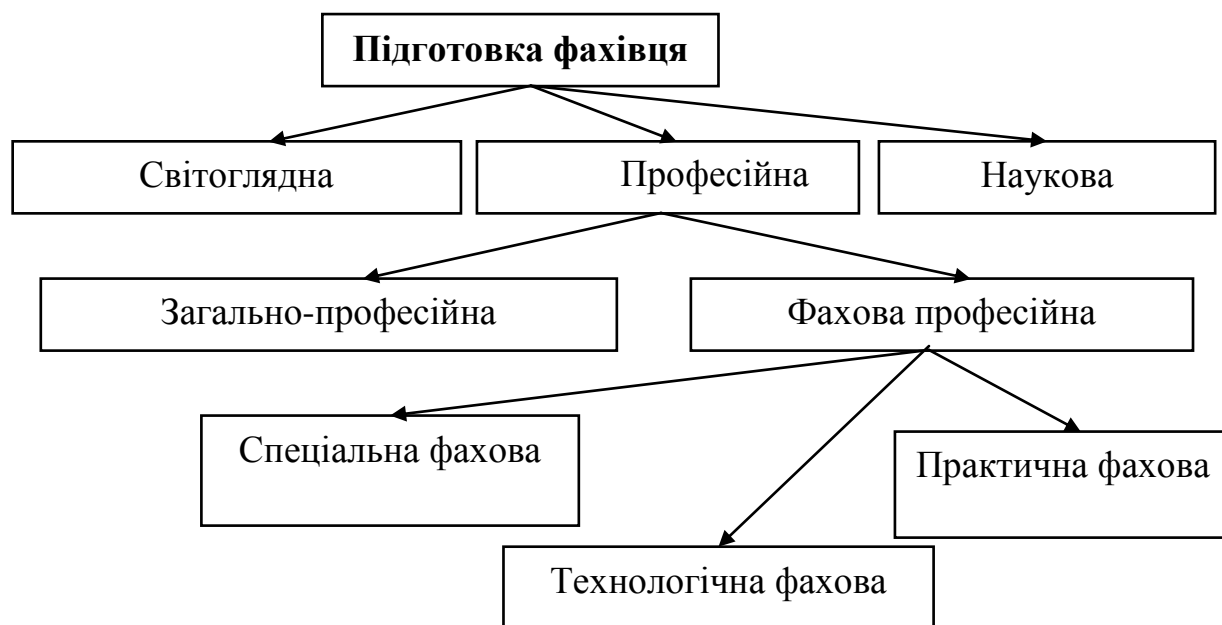 Підготовка фахівця
Світоглядна
Професійна
Наукова
Загально-професійна
Фахова професійна
Спеціальна фахова
Практична фахова
Технологічна фахова